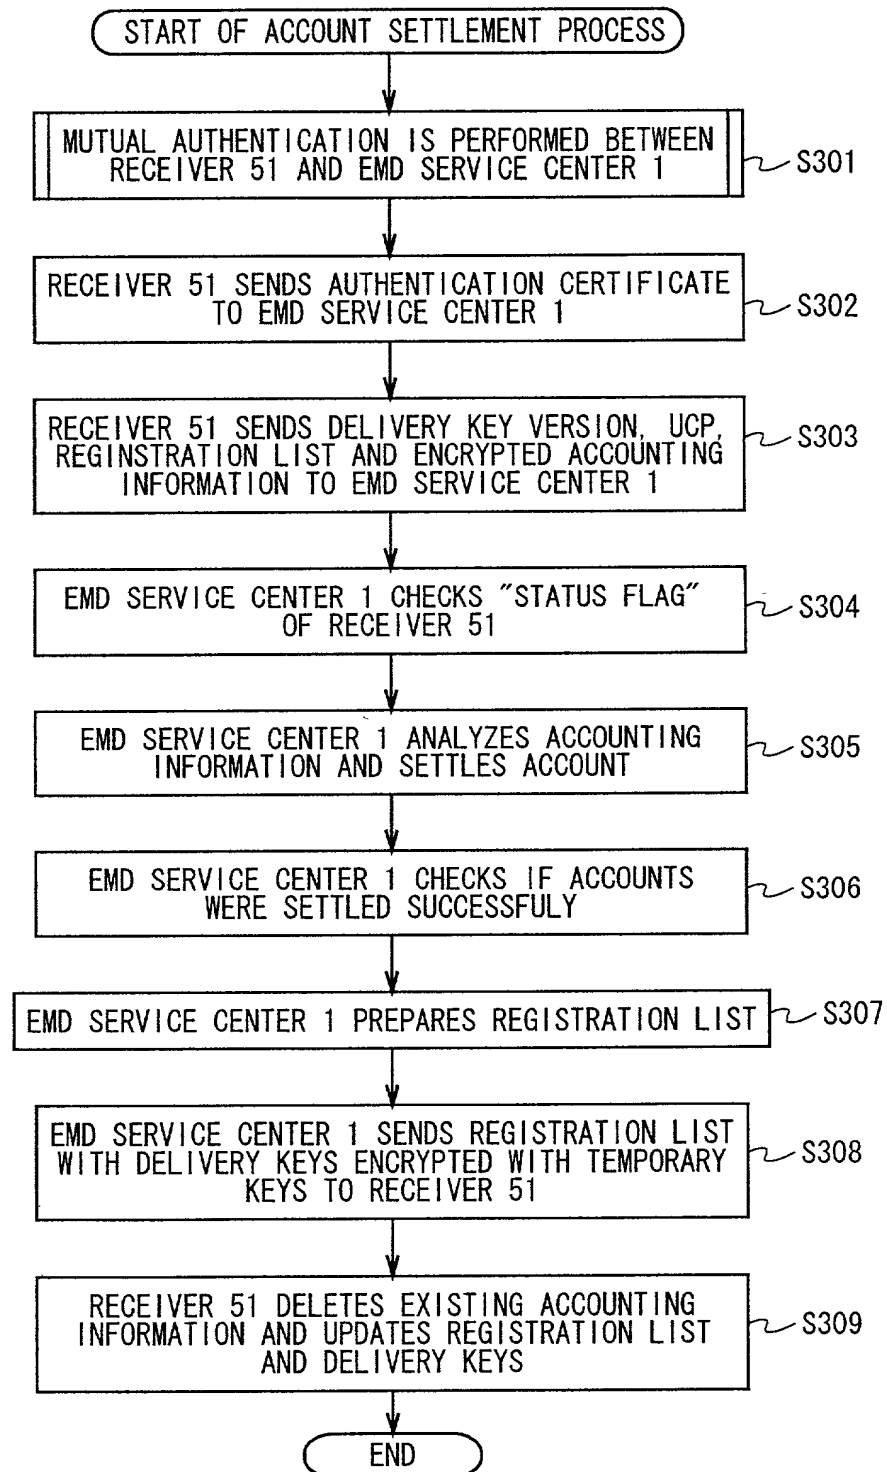 START OF ACCOUNT SETTLEMENT PROCESS
MUTUAL AUTHENTICATION IS PERFORMED BETWEEN
RECEIVER 51 AND EMD SERVICE CENTER 1
S301
RECEIVER 51 SENDS AUTHENTICATION CERTIFICATE
TO EMD SERVICE CENTER 1
S302
RECEIVER 51 SENDS DELIVERY KEY VERSION, UCP,
REGINSTRATION LIST AND ENCRYPTED ACCOUNTING
INFORMATION TO EMD SERVICE CENTER 1
S303
EMD SERVICE CENTER 1 CHECKS "STATUS FLAG"
OF RECEIVER 51
S304
EMD SERVICE CENTER 1 ANALYZES ACCOUNTING
INFORMATION AND SETTLES ACCOUNT
S305
EMD SERVICE CENTER 1 CHECKS IF ACCOUNTS
WERE SETTLED SUCCESSFULY
S306
EMD SERVICE CENTER 1 PREPARES REGISTRATION LIST
S307
EMD SERVICE CENTER 1 SENDS REGISTRATION LIST
WITH DELIVERY KEYS ENCRYPTED WITH TEMPORARY
KEYS TO RECEIVER 51
S308
RECEIVER 51 DELETES EXISTING ACCOUNTING
INFORMATION AND UPDATES REGISTRATION LIST
AND DELIVERY KEYS
S309
END